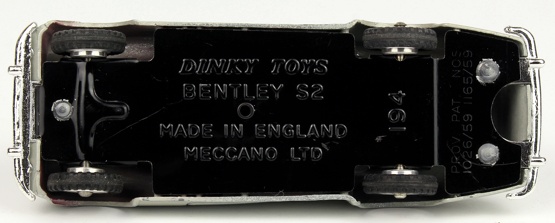 DINKY TOYS
BENTLEY S2
MADE IN ENGLAND
MECCANO LTD
194
PROV. PAT. NOS
1026/59 1165/59